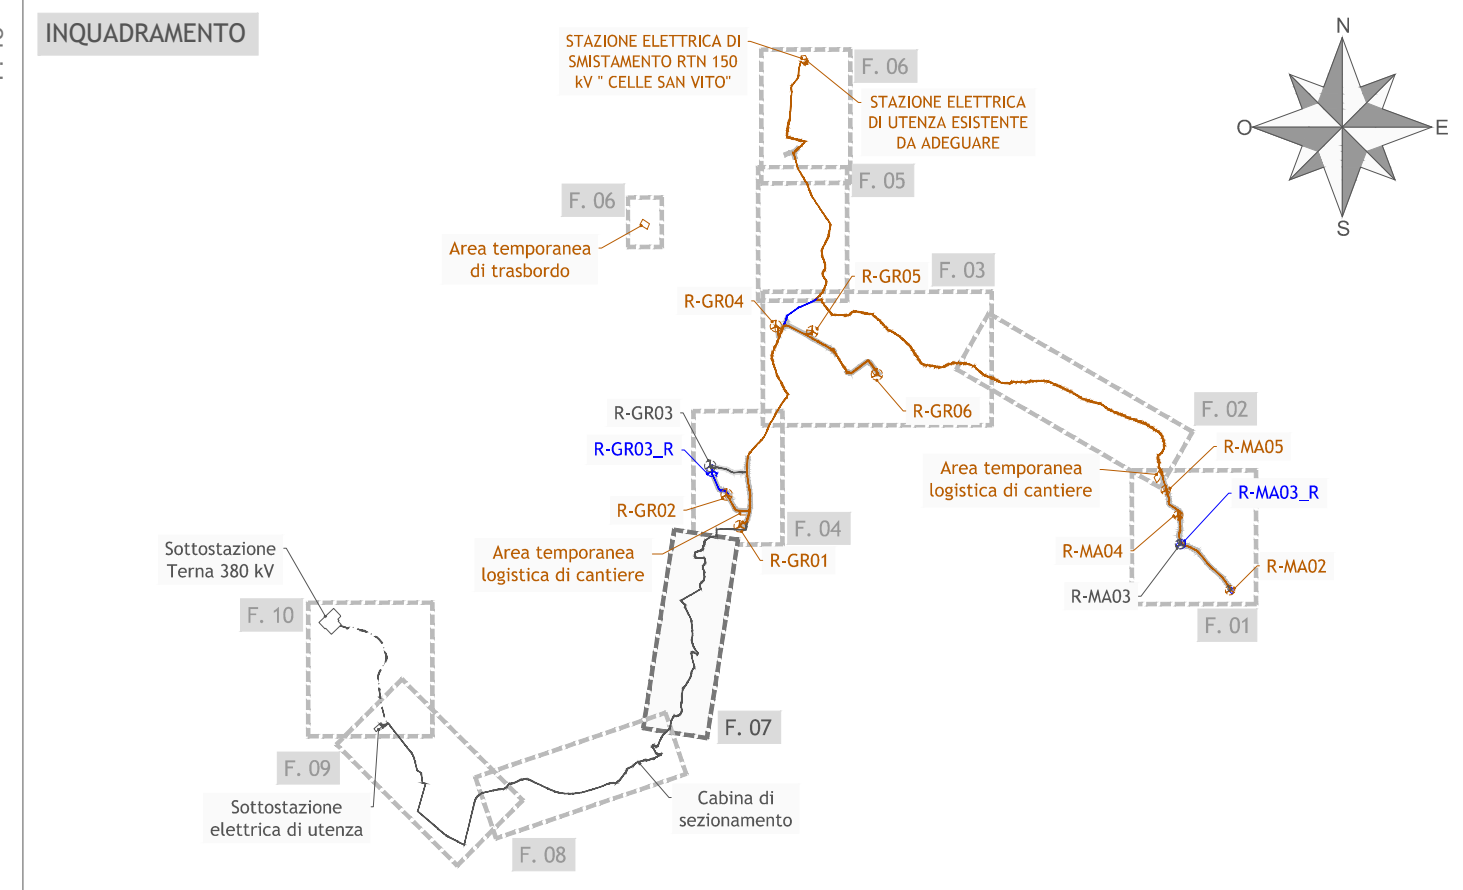 INQUADRAMENTO
STAZIONE ELETTRICA DI
SMISTAMENTO RTN 150
kV " CELLE SAN VITO"
F. 06
STAZIONE ELETTRICA
DI UTENZA ESISTENTE
DA ADEGUARE
N
O
E
S
F. 05
F. 06
Area temporanea
di trasbordo
R-GR05
F. 03
R-GR04
R-GR06
F. 02
R-GR03
R-GR03_R
R-MA05
Area temporanea
logistica di cantiere
R-MA03_R
R-GR02
F. 04
R-MA04
Area temporanea
logistica di cantiere
R-GR01
R-MA02
R-MA03
F. 01
Sottostazione
Terna 380 kV
F. 10
F. 07
F. 09
Sottostazione
elettrica di utenza
Cabina di
sezionamento
F. 08